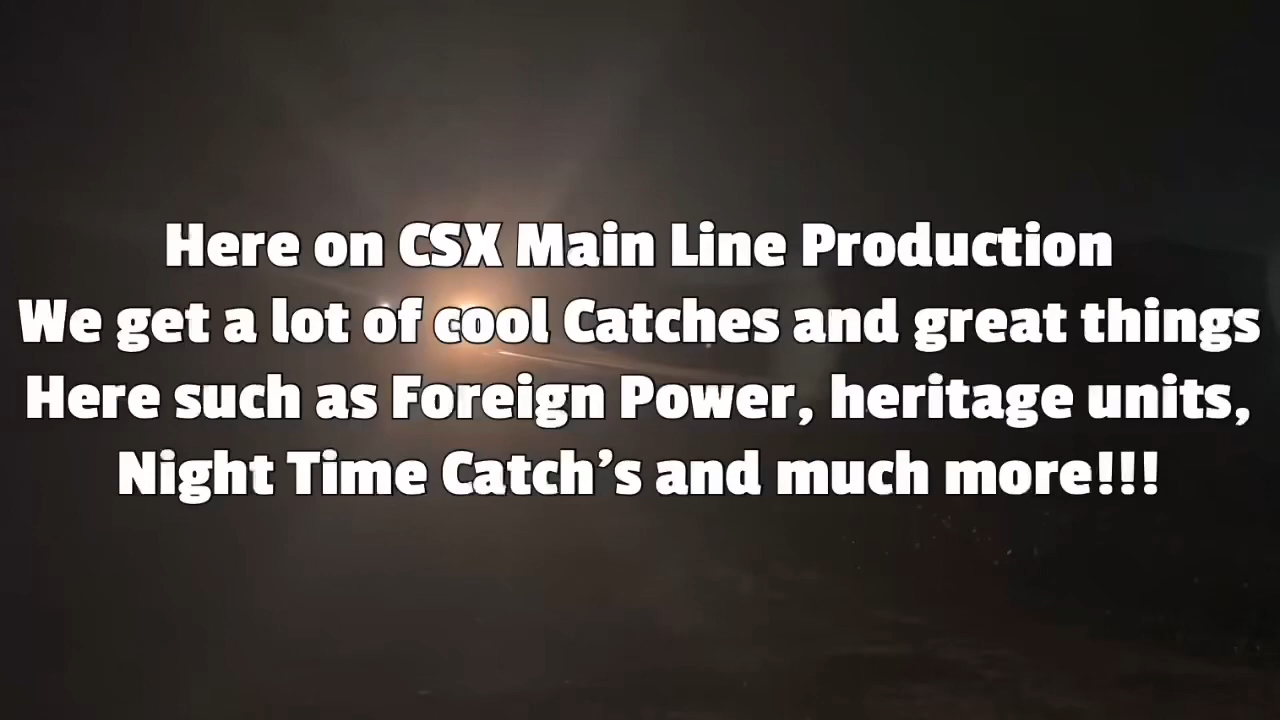 Here on CSX Main Line Production
We get a lot of cool Catches and great things
Here such as Foreign Power, heritage units,
Night Time Catch’s and much more!!!